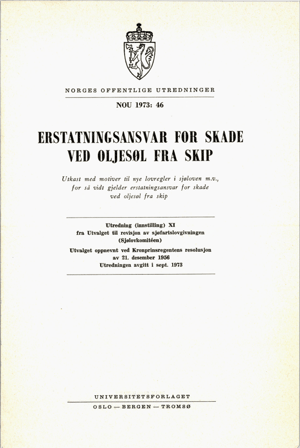 NORGES OFFENTLIGE UTREDNINGER
NOU 1973: 46
ERSTATNINGSANSVAR FOR SKADE
VED OLJESØL FRA SKIP
Utkast med motiver til nye lovregler i sjøloven m.v.,
for så vidt gjelder erstatningsansvar for skade
ved oljesøl fra skip
Utredning (innstilling) XI
fra Utvalget til revisjon av sjøfartslovgivningen
(Sjølovkomitéen)
Utvalget oppnevnt ved Kronprinsregentens resolusjon
av 21. desember 1956
Utredningen avgitt i sept. 1973
UNIVERSITETSFORLAGET
OSLO — BERGEN — TROMSØ